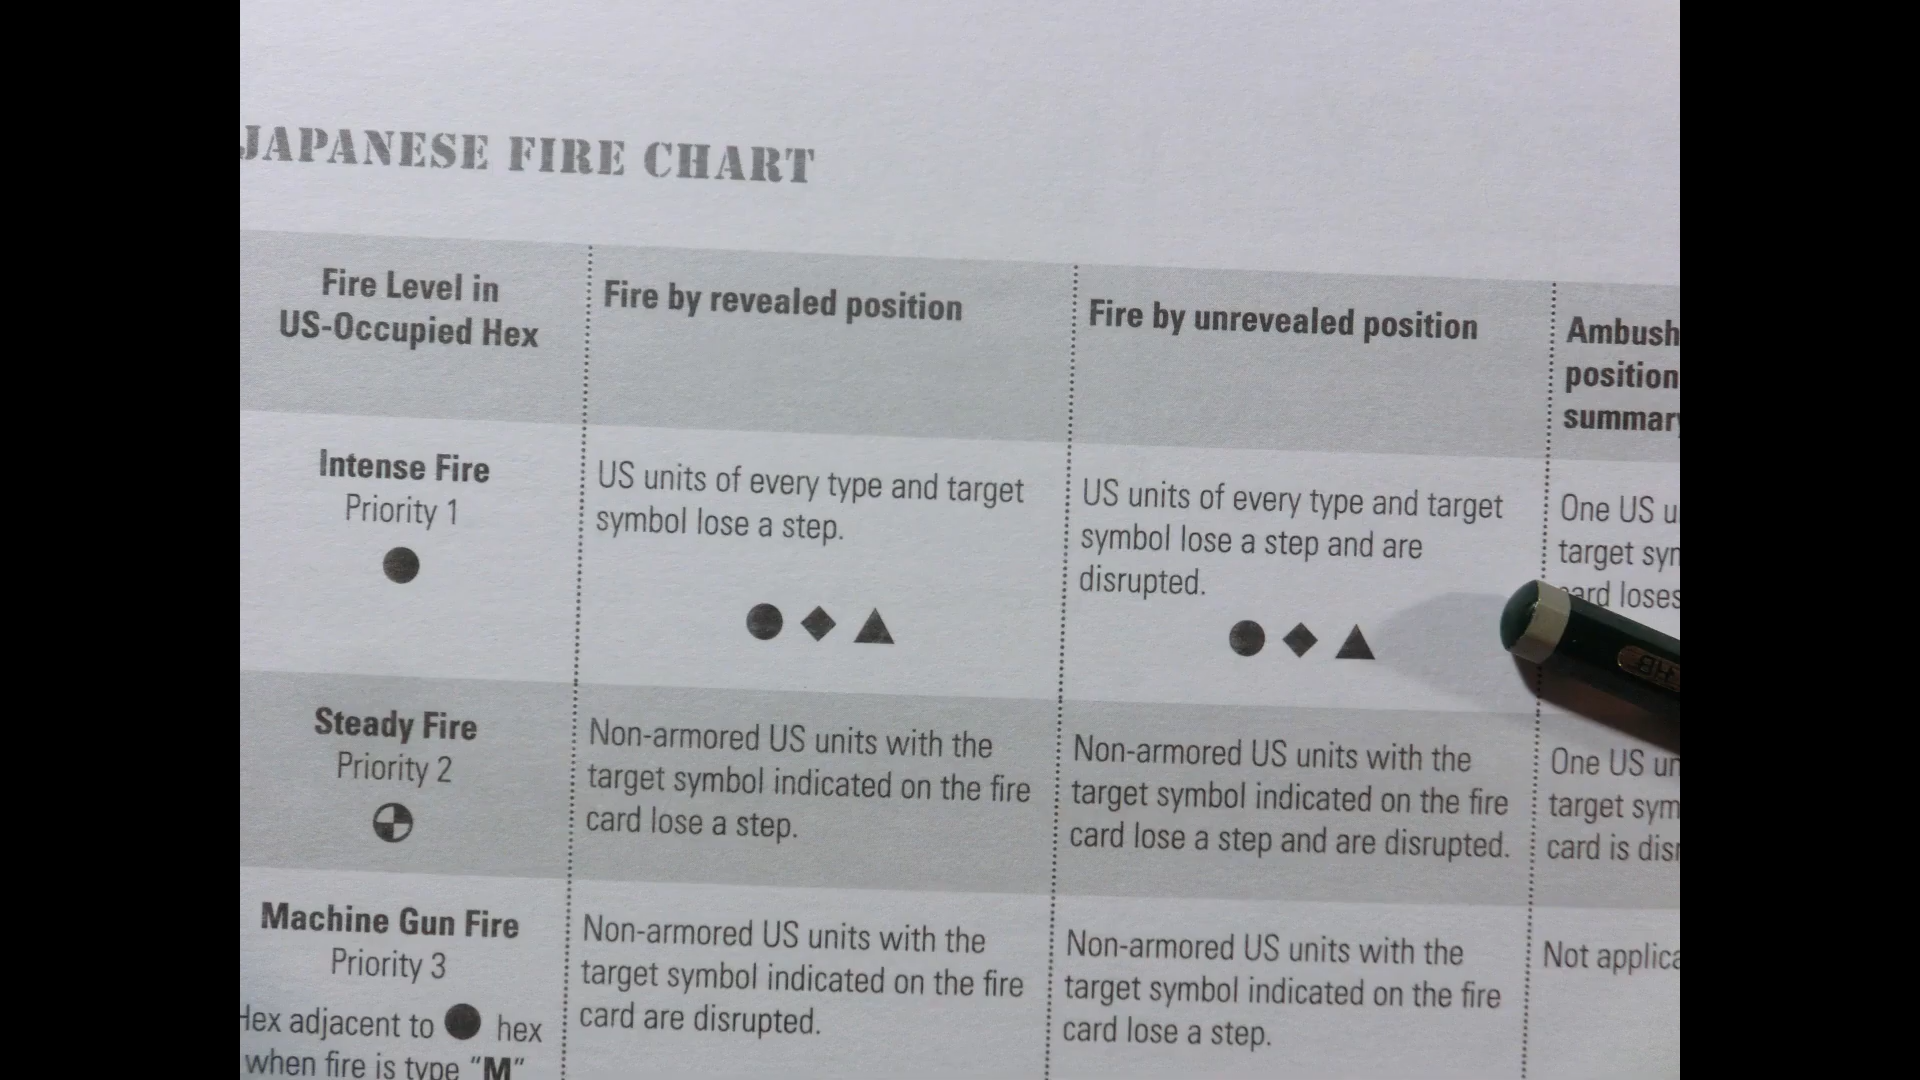 JAPANESE FIRE CHART
Fire Level in
US-Occupied Hex
Fire by revealed position
Fire by unrevealed position
Ambush
position
Intense Fire
Priority 1
US units of every type and target
symbol lose a step.
US units of every type and target
symbol lose a step and are
disrupted.
One US
target
loses
Steady Fire
Priority 2
Non-armored US units with the
target symbol indicated on the fire
card lose a step.
Non-armored US units with the
target symbol indicated on the fire
card lose a step and are disrupted.
One US
target
card is
Machine Gun Fire
Priority 3
Hex adjacent to hex
when fire is type "M"
Non-armored US units with the
target symbol indicated on the fire
card are disrupted.
Non-armored US units with the
target symbol indicated on the fire
card lose a step.
Not
HB